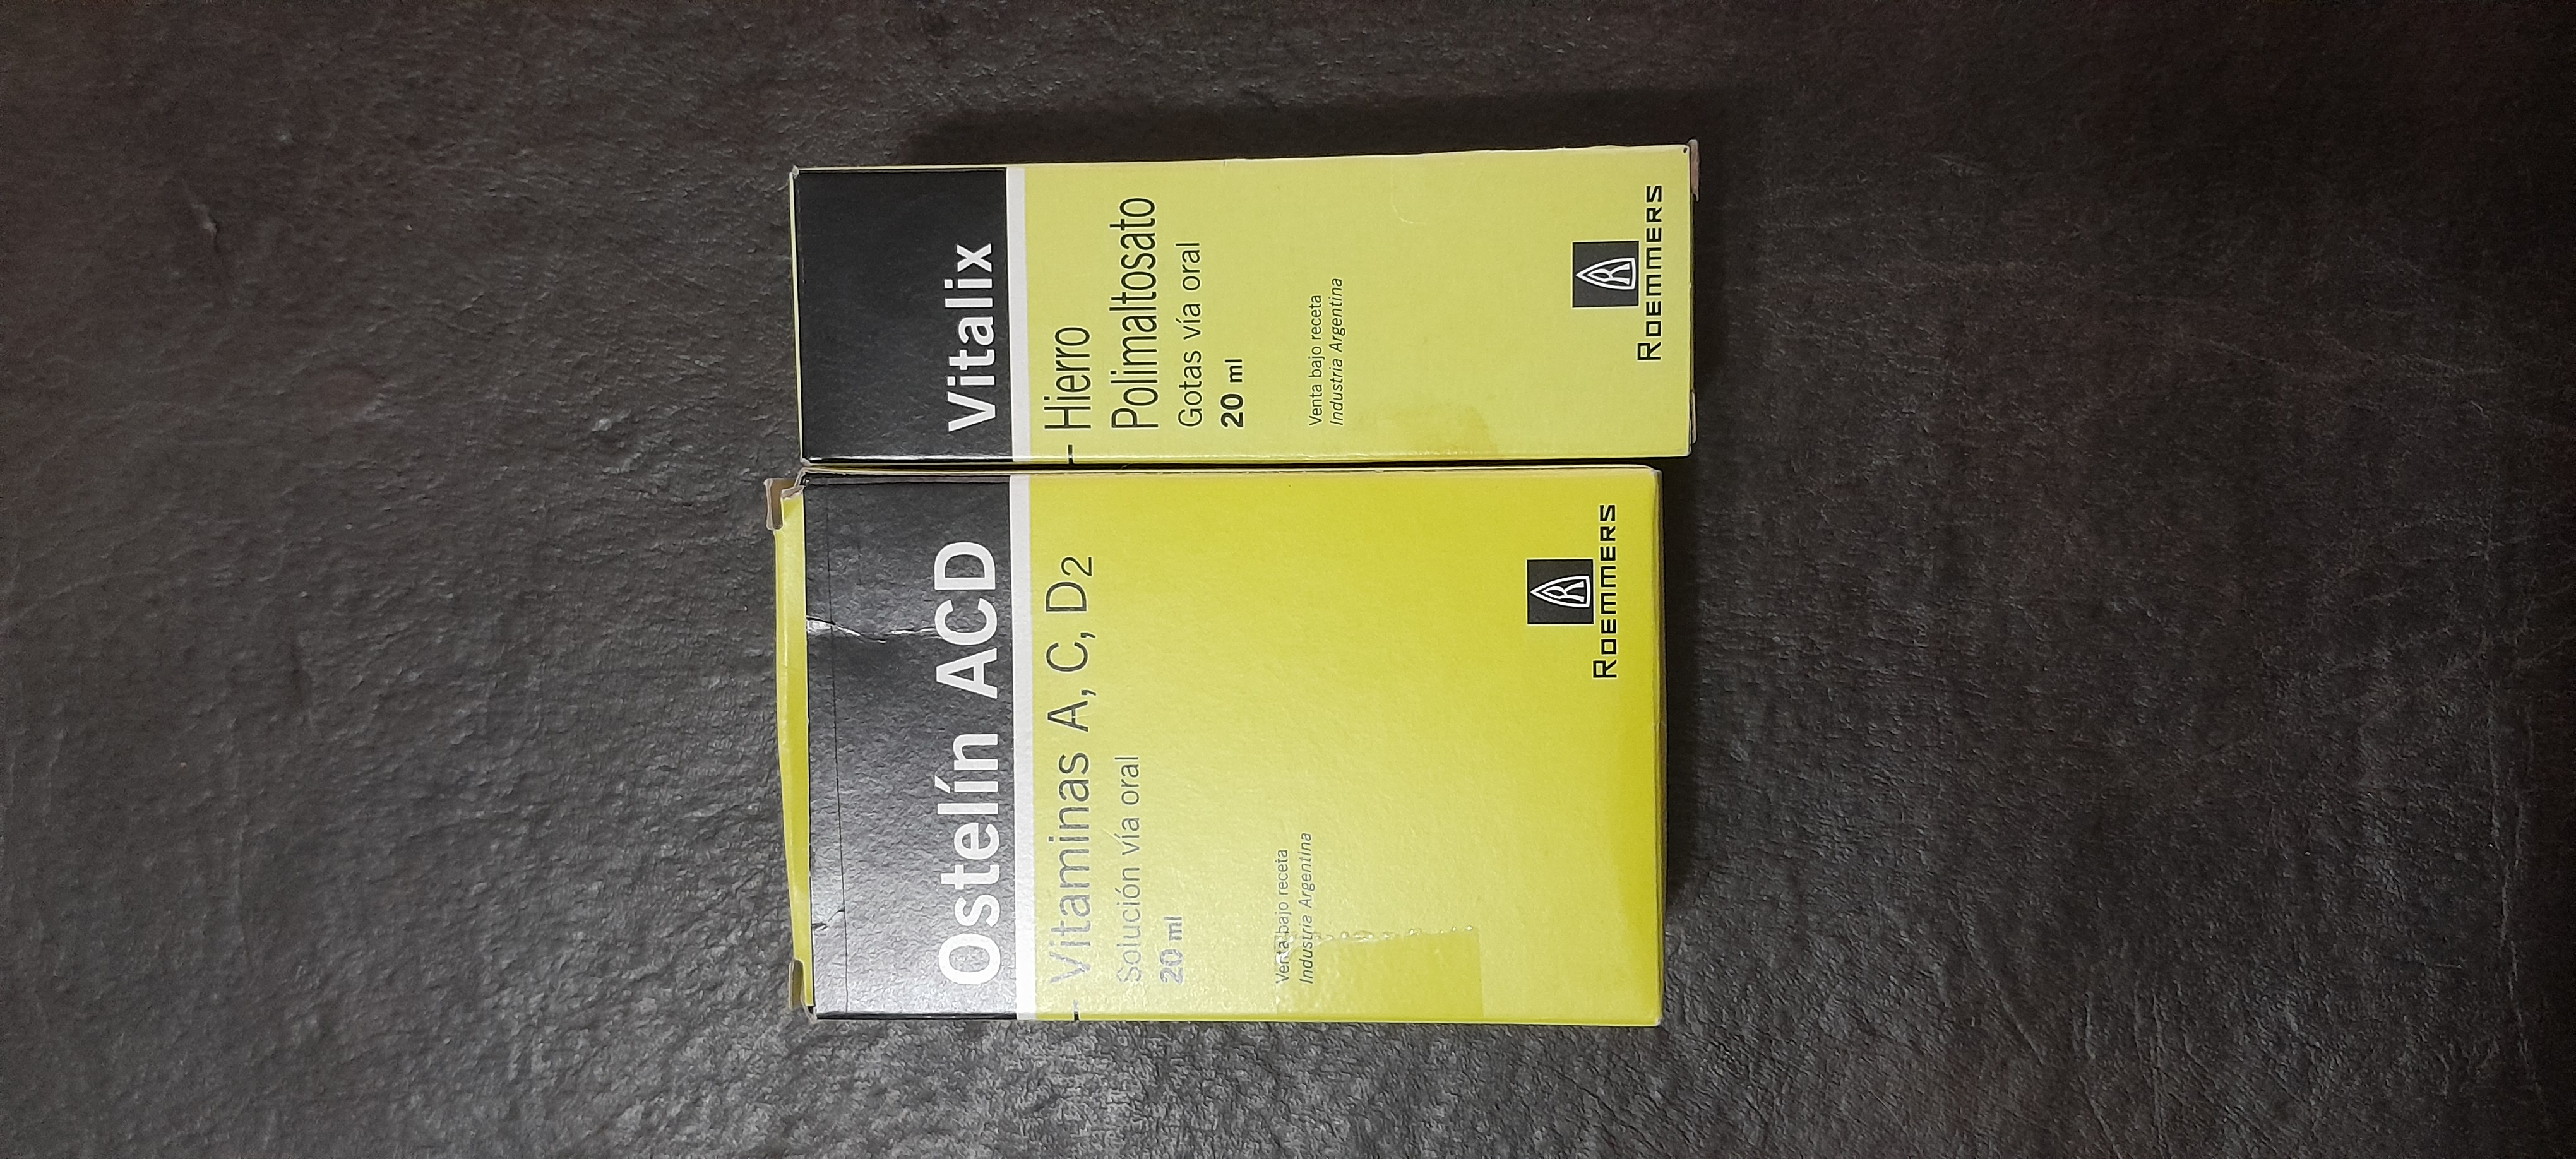 Ostelín ACD
Vitaminas A, C, D2
Solución vía oral
20 ml
Venta bajo receta
Industria Argentina
R
ROEMMERS
Vitalix
Hierro
Polimaltosato
Gotas vía oral
20 ml
Venta bajo receta
Industria Argentina
R
ROEMMERS